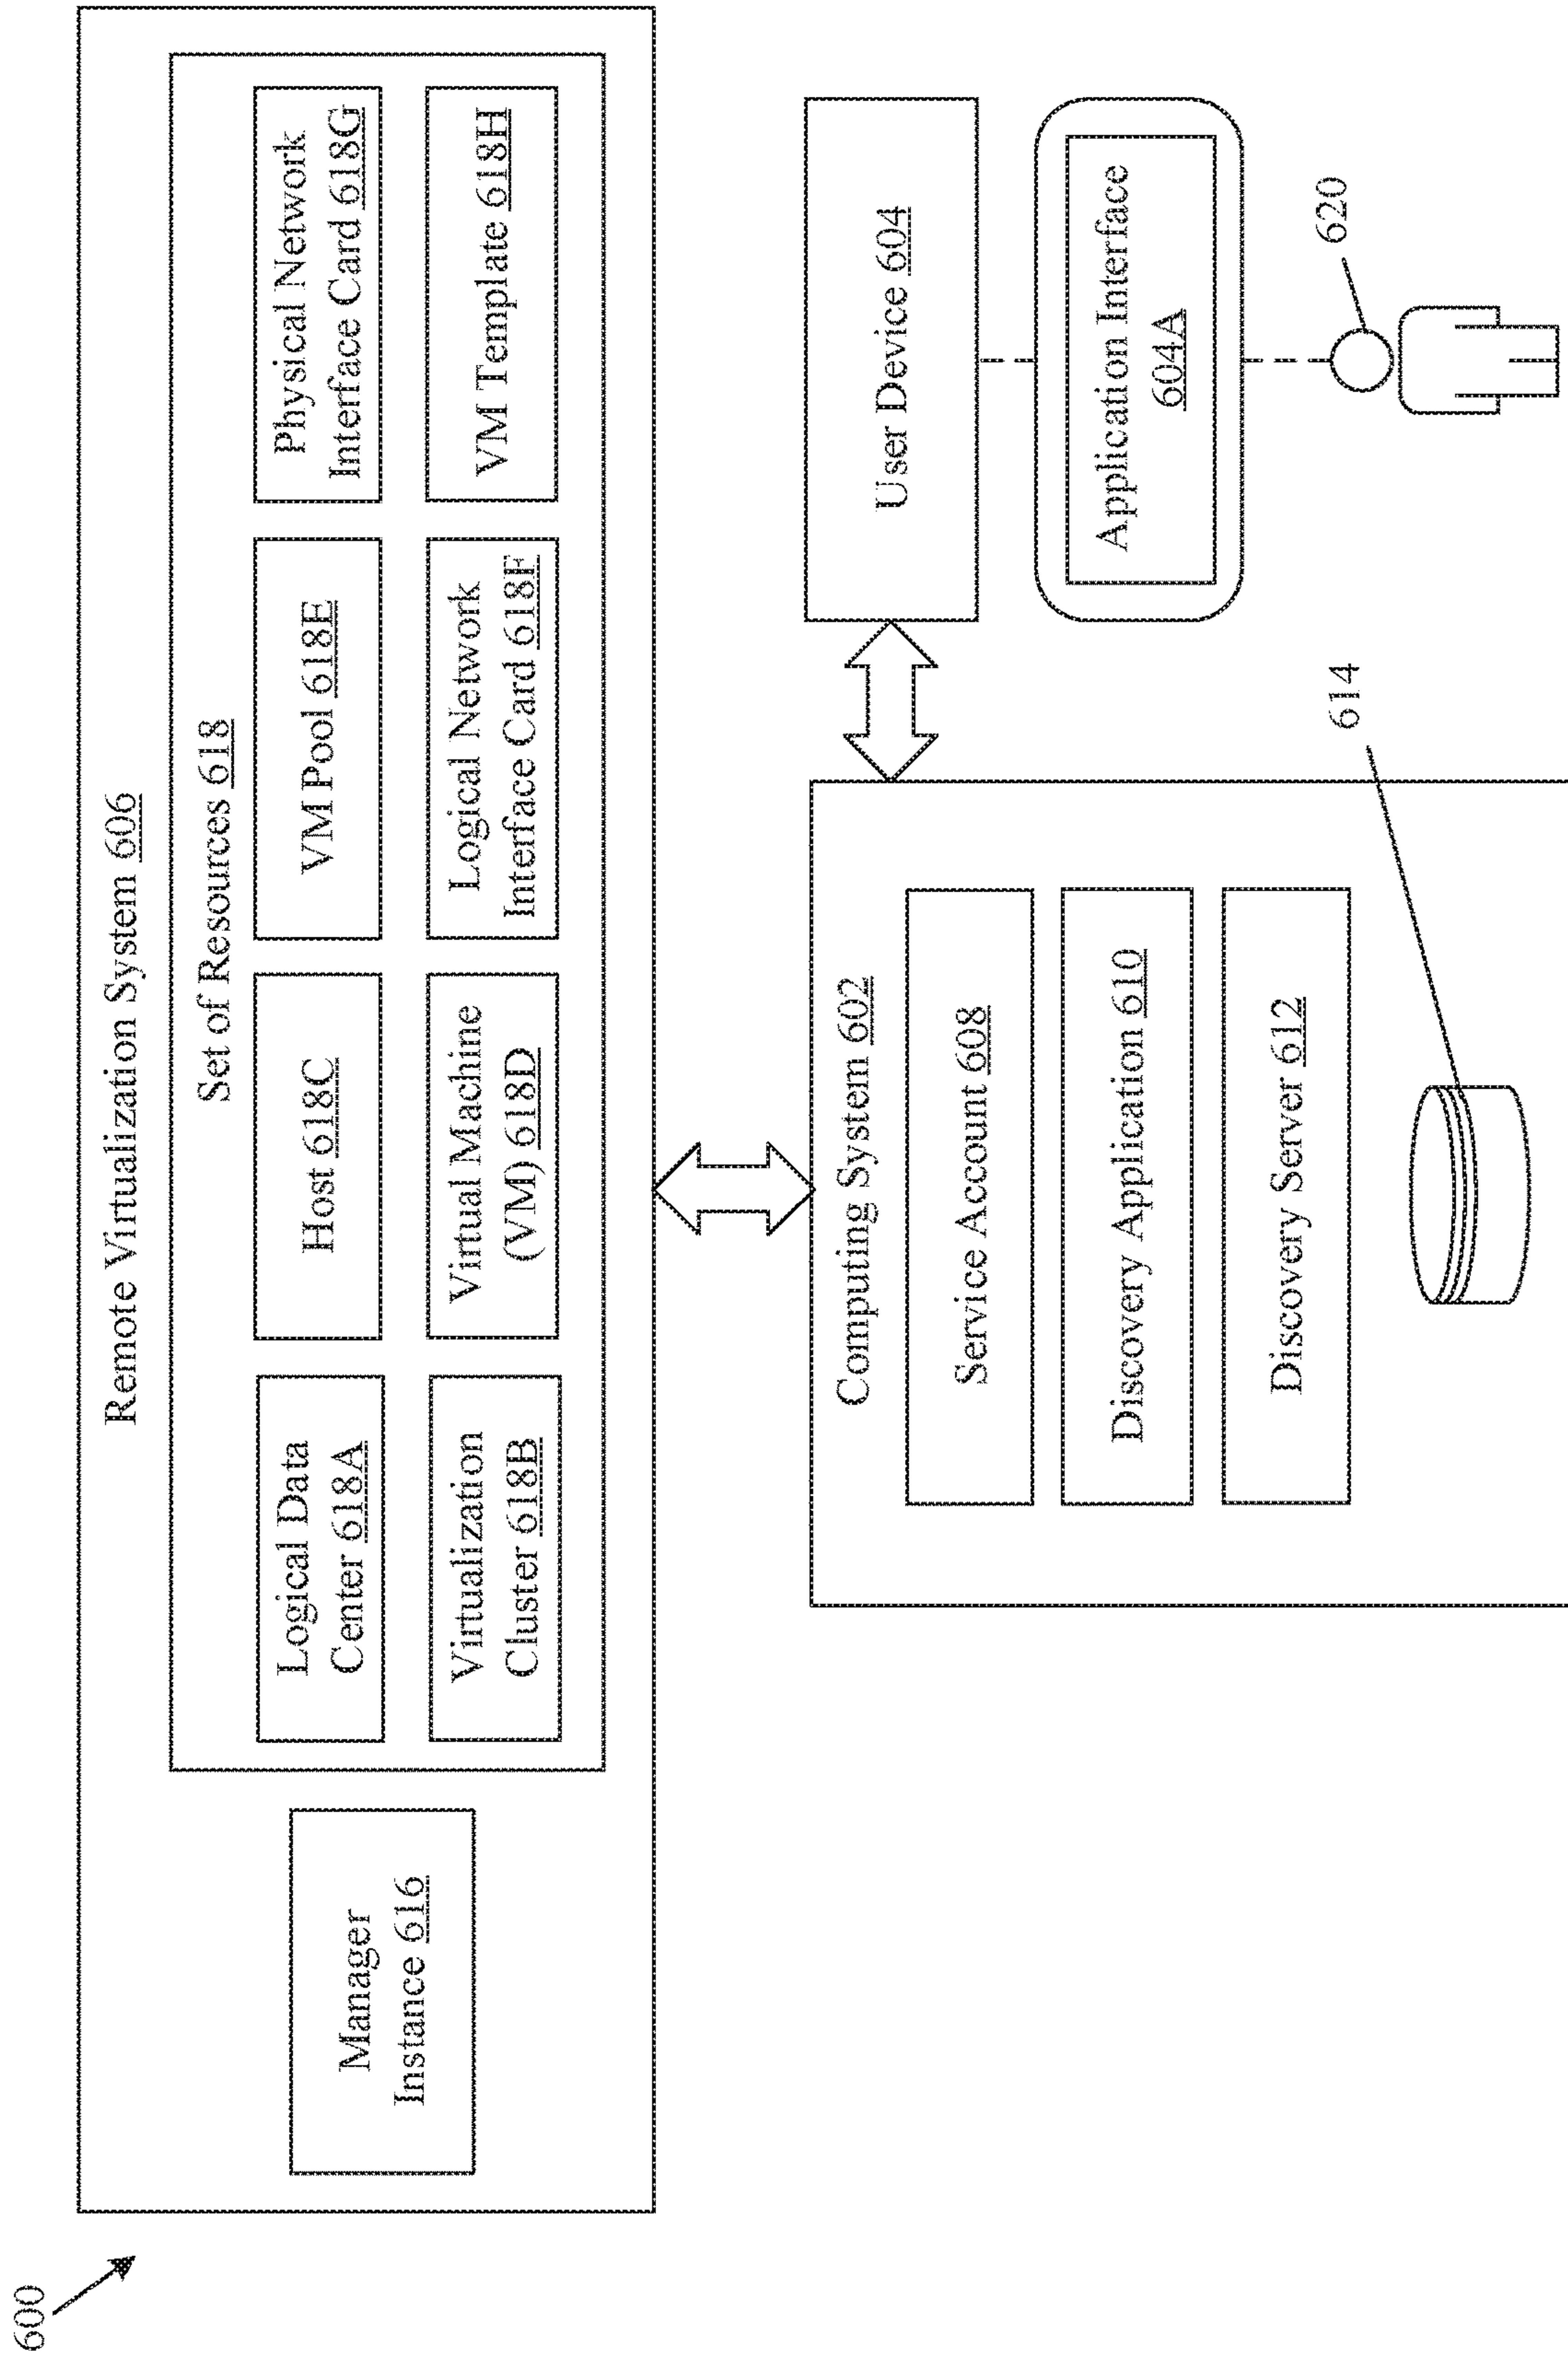 600
Remote Virtualization System 606
Manager
Instance 616
Set of Resources 618
Logical Data
Center 618A
Host 618C
VM Pool 618E
Physical Network
Interface Card 618G
Virtualization
Cluster 618B
Virtual Machine
(VM) 618D
Logical Network
Interface Card 618F
VM Template 618H
Computing System 602
Service Account 608
Discovery Application 610
Discovery Server 612
614
User Device 604
Application Interface
604A
620